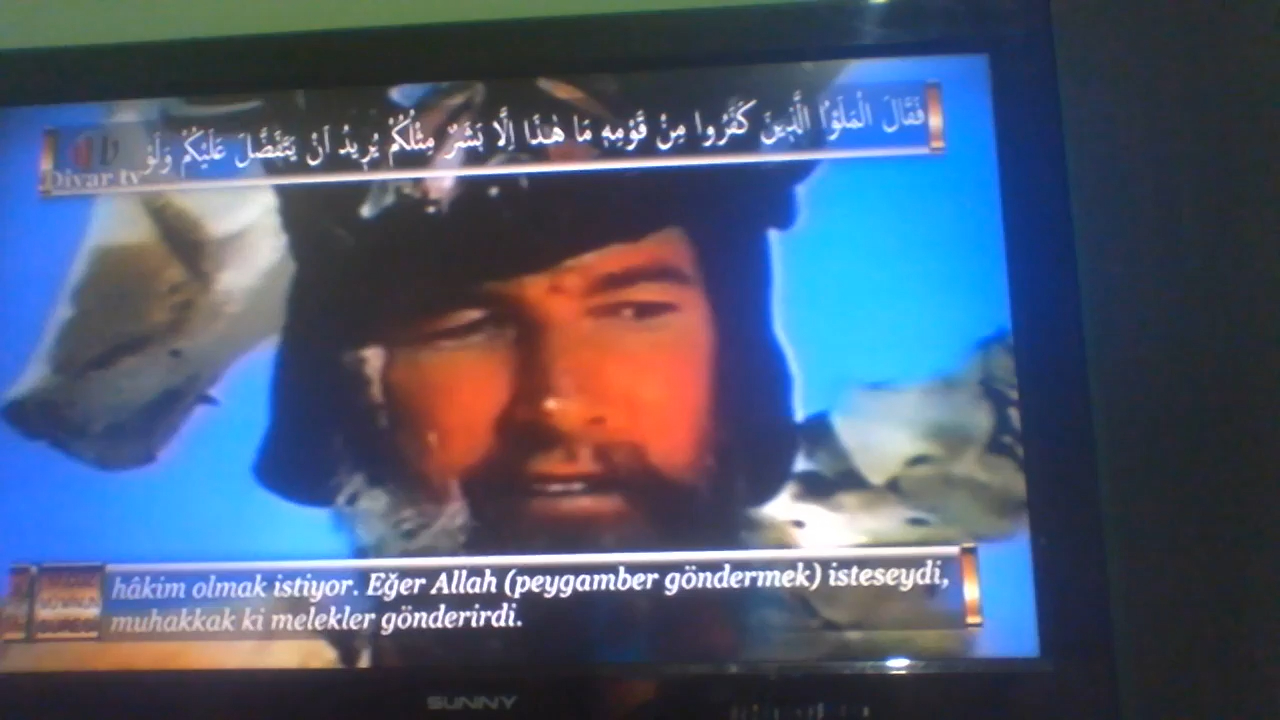 فَقَالَ الْمَلَؤُا الَّذِينَ كَفَرُوا مِنْ قَوْمِهِ مَا هٰذَا اِلَّا بَشَرٌ مِثْلُكُمْ يُرِيدُ اَنْ يَتَفَضَّلَ عَلَيْكُمْ وَلَوْ
Divar tv
hâkim olmak istiyor. Eğer Allah (peygamber göndermek) isteseydi,
muhakkak ki melekler gönderirdi.
SUNNY